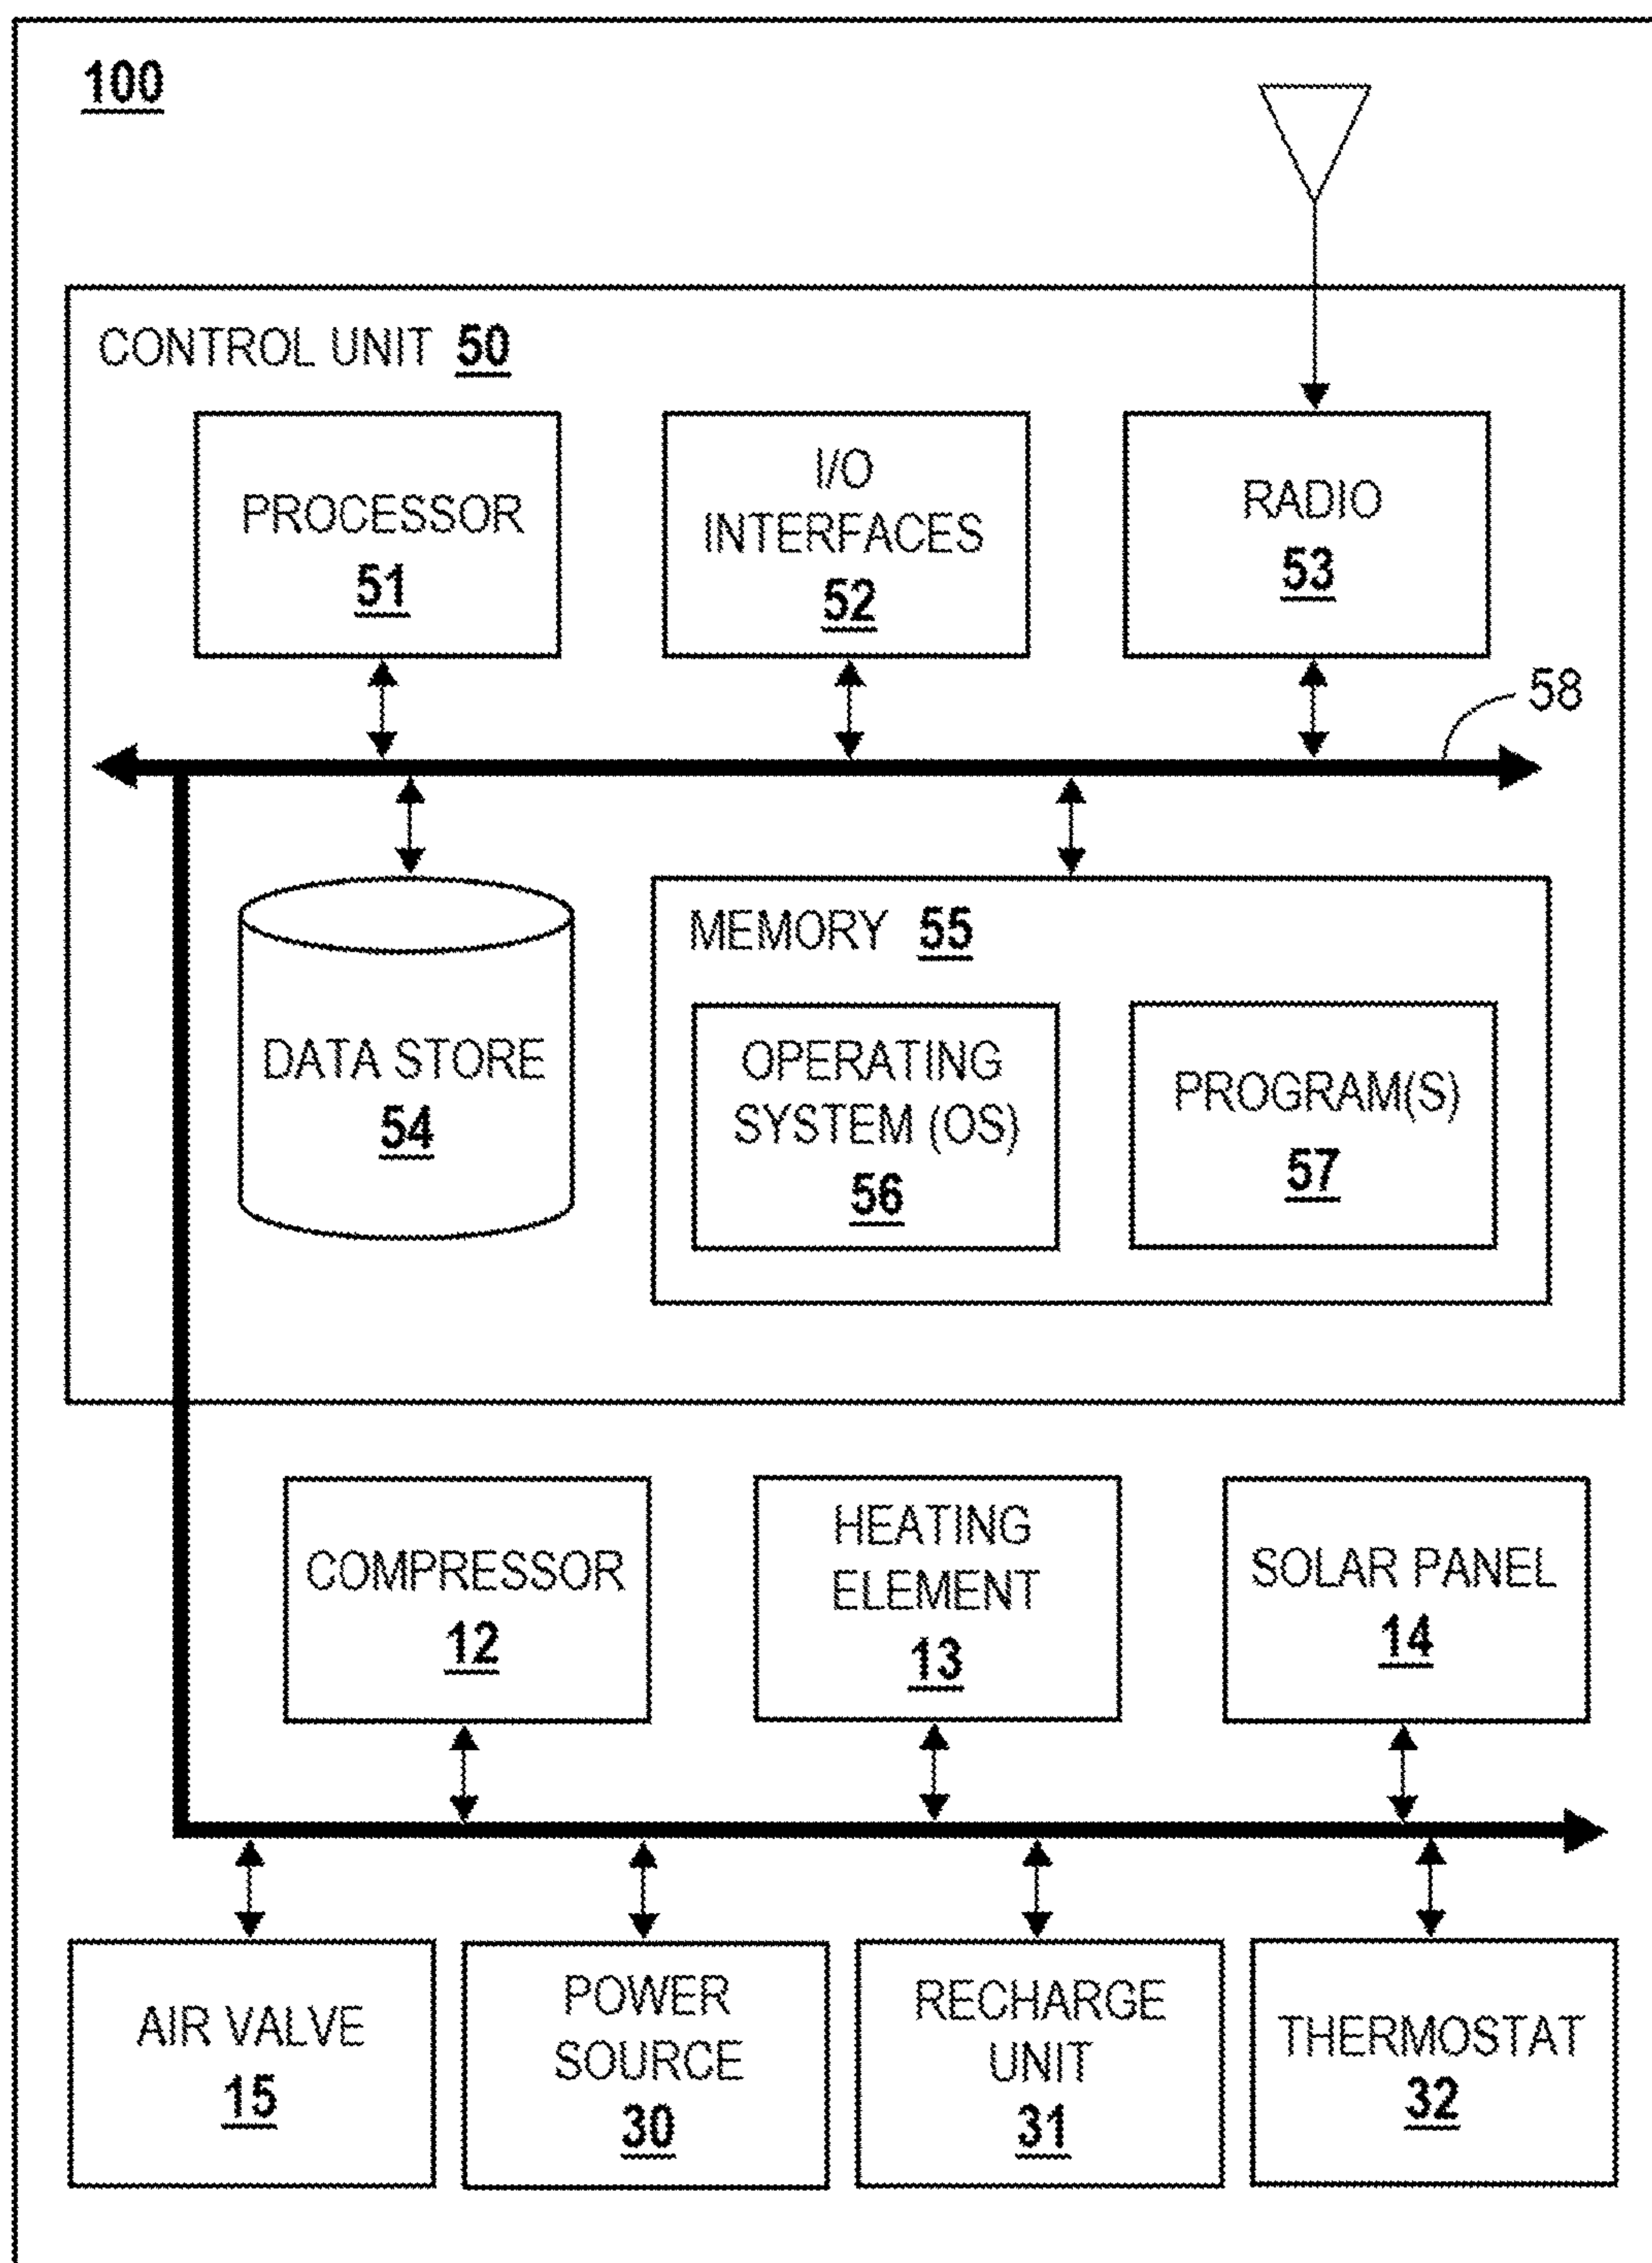 100
CONTROL UNIT 50
PROCESSOR
51
I/O
INTERFACES
52
RADIO
53
58
DATA STORE
54
MEMORY 55
OPERATING
SYSTEM (OS)
56
PROGRAM(S)
57
COMPRESSOR
12
HEATING
ELEMENT
13
SOLAR PANEL
14
AIR VALVE
15
POWER
SOURCE
30
RECHARGE
UNIT
31
THERMOSTAT
32